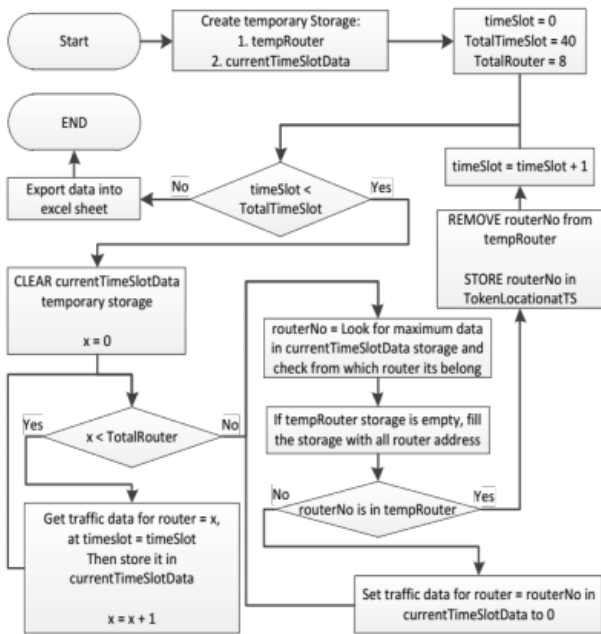 Start
Create temporary Storage:
1. tempRouter
2. currentTimeSlotData
timeSlot = 0
TotalTimeSlot = 40
TotalRouter = 8
END
Export data into
excel sheet
No
timeSlot <
TotalTimeSlot
Yes
timeSlot = timeSlot + 1
REMOVE routerNo from
tempRouter
STORE routerNo in
TokenLocationatTS
CLEAR currentTimeSlotData
temporary storage
x = 0
routerNo = Look for maximum data
in currentTimeSlotData storage and
check from which router its belong
Yes
x < TotalRouter
No
If tempRouter storage is empty, fill
the storage with all router address
No
routerNo is in tempRouter
Yes
Get traffic data for router = x,
at timeslot = timeSlot
Then store it in
currentTimeSlotData
x = x + 1
Set traffic data for router = routerNo in
currentTimeSlotData to 0